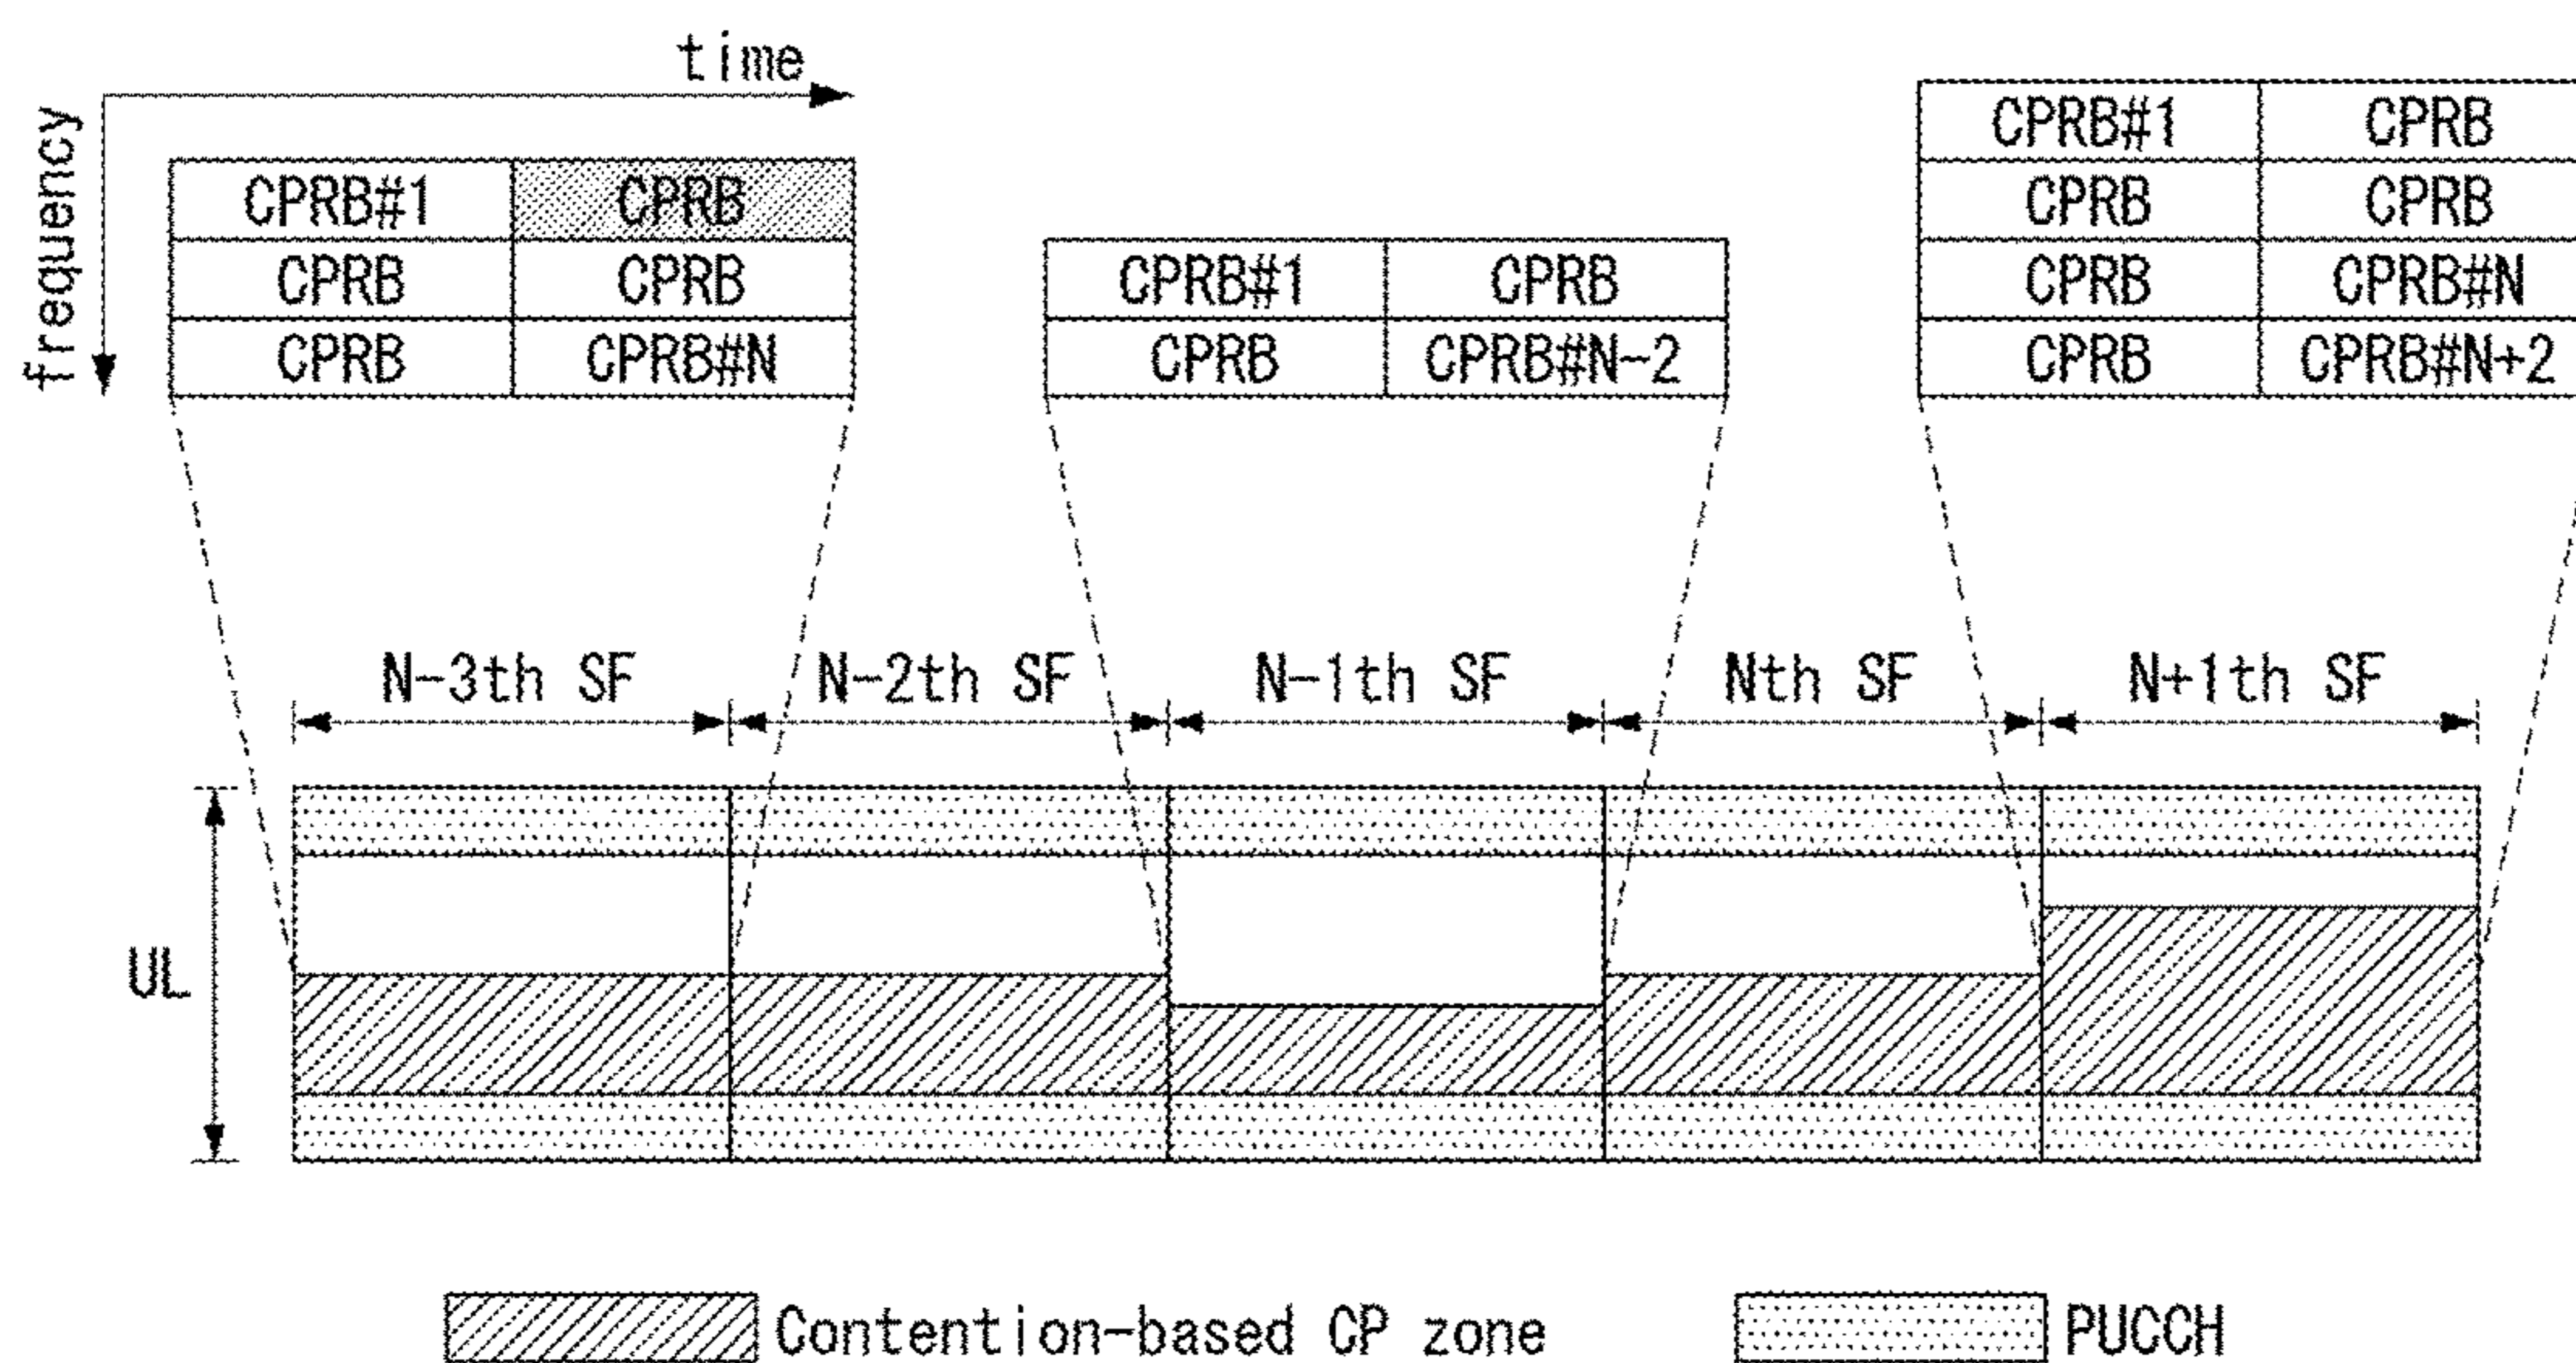 time
frequency
CPRB#1 CPRB
CPRB CPRB
CPRB CPRB#N
CPRB#1 CPRB
CPRB CPRB#N-2
CPRB#1 CPRB
CPRB CPRB
CPRB CPRB#N
CPRB CPRB#N+2
N-3th SF N-2th SF N-1th SF Nth SF N+1th SF
UL
Contention-based CP zone PUCCH